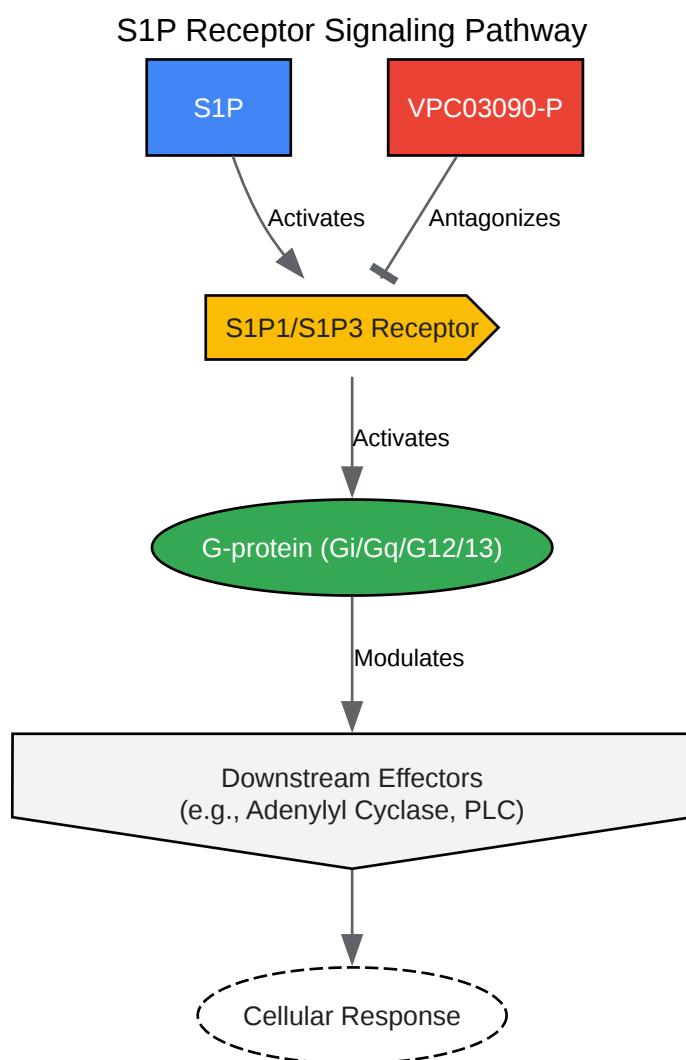 S1P Receptor Signaling Pathway
S1P
VPC03090-P
Activates
Antagonizes
S1P1/S1P3 Receptor
Activates
G-protein (Gi/Gq/G12/13)
Modulates
Downstream Effectors
(e.g., Adenylyl Cyclase, PLC)
Cellular Response